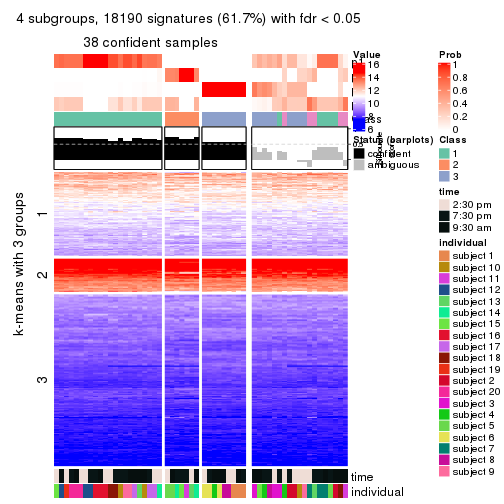 4 subgroups, 18190 signatures (61.7%) with fdr < 0.05
38 confident samples
k-means with 3 groups
1
2
3
Value
16
14
12
10
8
6
Prob
1
0.8
0.6
0.4
0.2
0
Status (barplots)
confident
ambiguous
Class
1
2
3
time
2:30 pm
7:30 pm
9:30 am
individual
subject 1
subject 10
subject 11
subject 12
subject 13
subject 14
subject 15
subject 16
subject 17
subject 18
subject 19
subject 2
subject 20
subject 3
subject 4
subject 5
subject 6
subject 7
subject 8
subject 9
time
individual